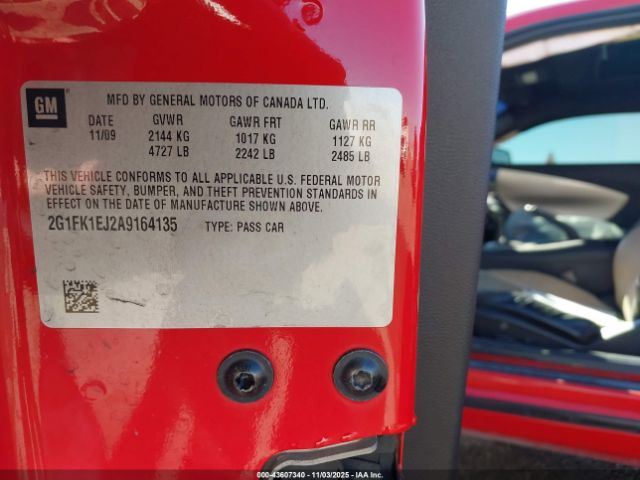 GM
MFD BY GENERAL MOTORS OF CANADA LTD.
DATE GVWR GAWR FRT GAWR RR
11/09 2144 KG 1017 KG 1127 KG
4727 LB 2242 LB 2485 LB
THIS VEHICLE CONFORMS TO ALL APPLICABLE U.S. FEDERAL MOTOR
VEHICLE SAFETY, BUMPER, AND THEFT PREVENTION STANDARDS IN
EFFECT ON THE DATE OF MANUFACTURE SHOWN ABOVE.
2G1FK1EJ2A9164135 TYPE: PASS CAR
00-43607340 - 11/03/2025 - IAAI.COM